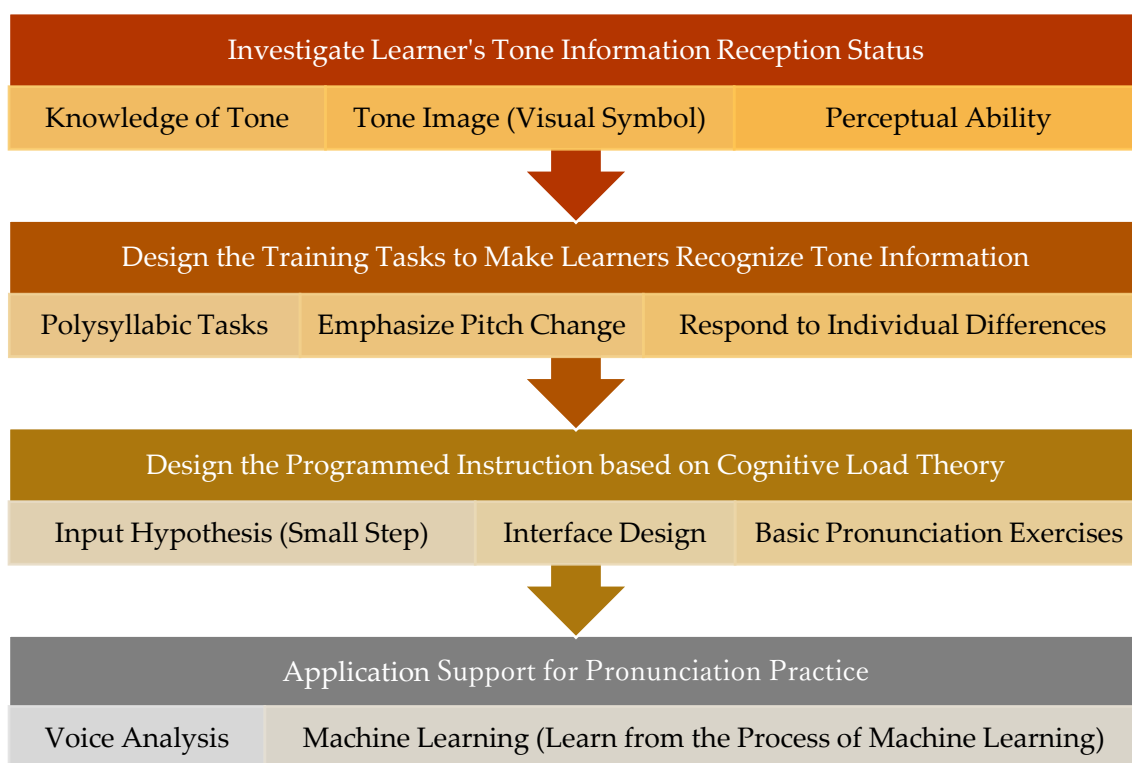 Investigate Learner's Tone Information Reception Status
Knowledge of Tone
Tone Image (Visual Symbol)
Perceptual Ability
Design the Training Tasks to Make Learners Recognize Tone Information
Polysyllabic Tasks
Emphasize Pitch Change
Respond to Individual Differences
Design the Programmed Instruction based on Cognitive Load Theory
Input Hypothesis (Small Step)
Interface Design
Basic Pronunciation Exercises
Application Support for Pronunciation Practice
Voice Analysis
Machine Learning (Learn from the Process of Machine Learning)